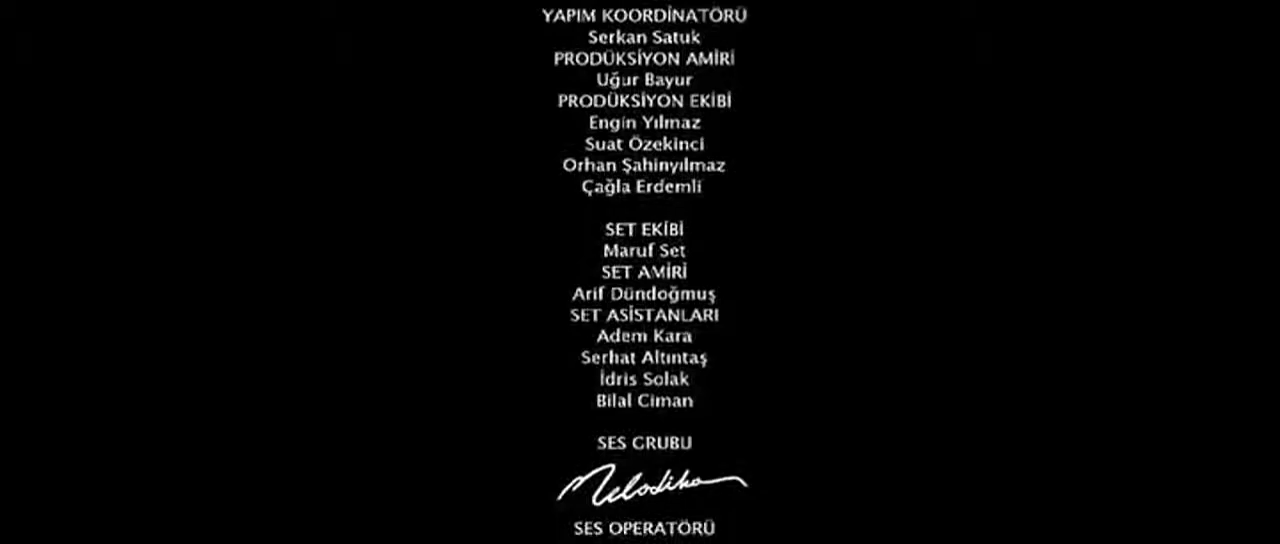 YAPIM KOORDİNATÖRÜ
Serkan Satuk
PRODÜKSİYON AMİRİ
Uğur Bayur
PRODÜKSİYON EKİBİ
Engin Yılmaz
Suat Özekinci
Orhan Şahinyılmaz
Çağla Erdemli
SET EKİBİ
Maruf Set
SET AMİRİ
Arif Dündoğmuş
SET ASİSTANLARI
Adem Kara
Serhat Altıntaş
İdris Solak
Bilal Ciman
SES GRUBU
Melodika
SES OPERATÖRÜ